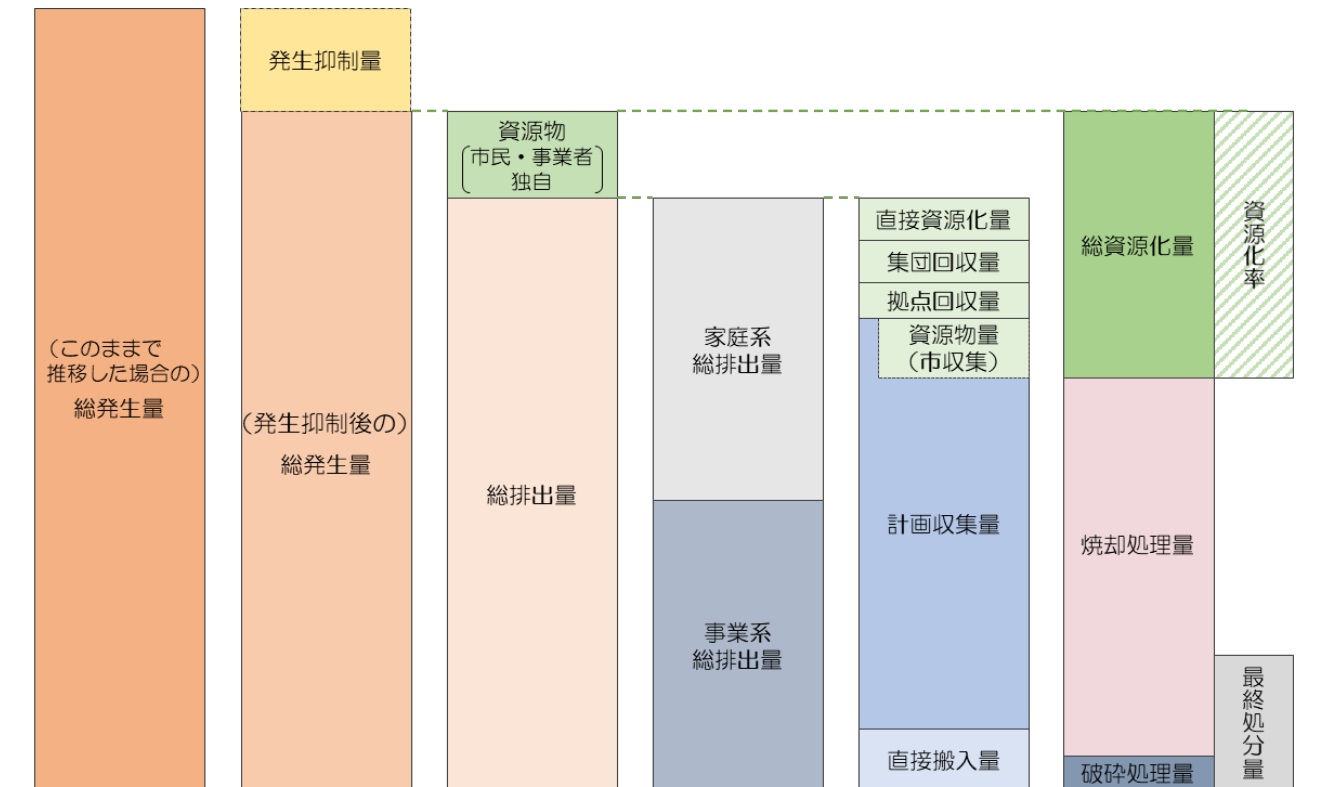 （このままで
推移した場合の）
総発生量
発生抑制量
（発生抑制後の）
総発生量
資源物
市民・事業者
独自
総排出量
家庭系
総排出量
事業系
総排出量
直接資源化量
集団回収量
拠点回収量
資源物量
（市収集）
計画収集量
直接搬入量
総資源化量
焼却処理量
破砕処理量
資源化率
最終処分量